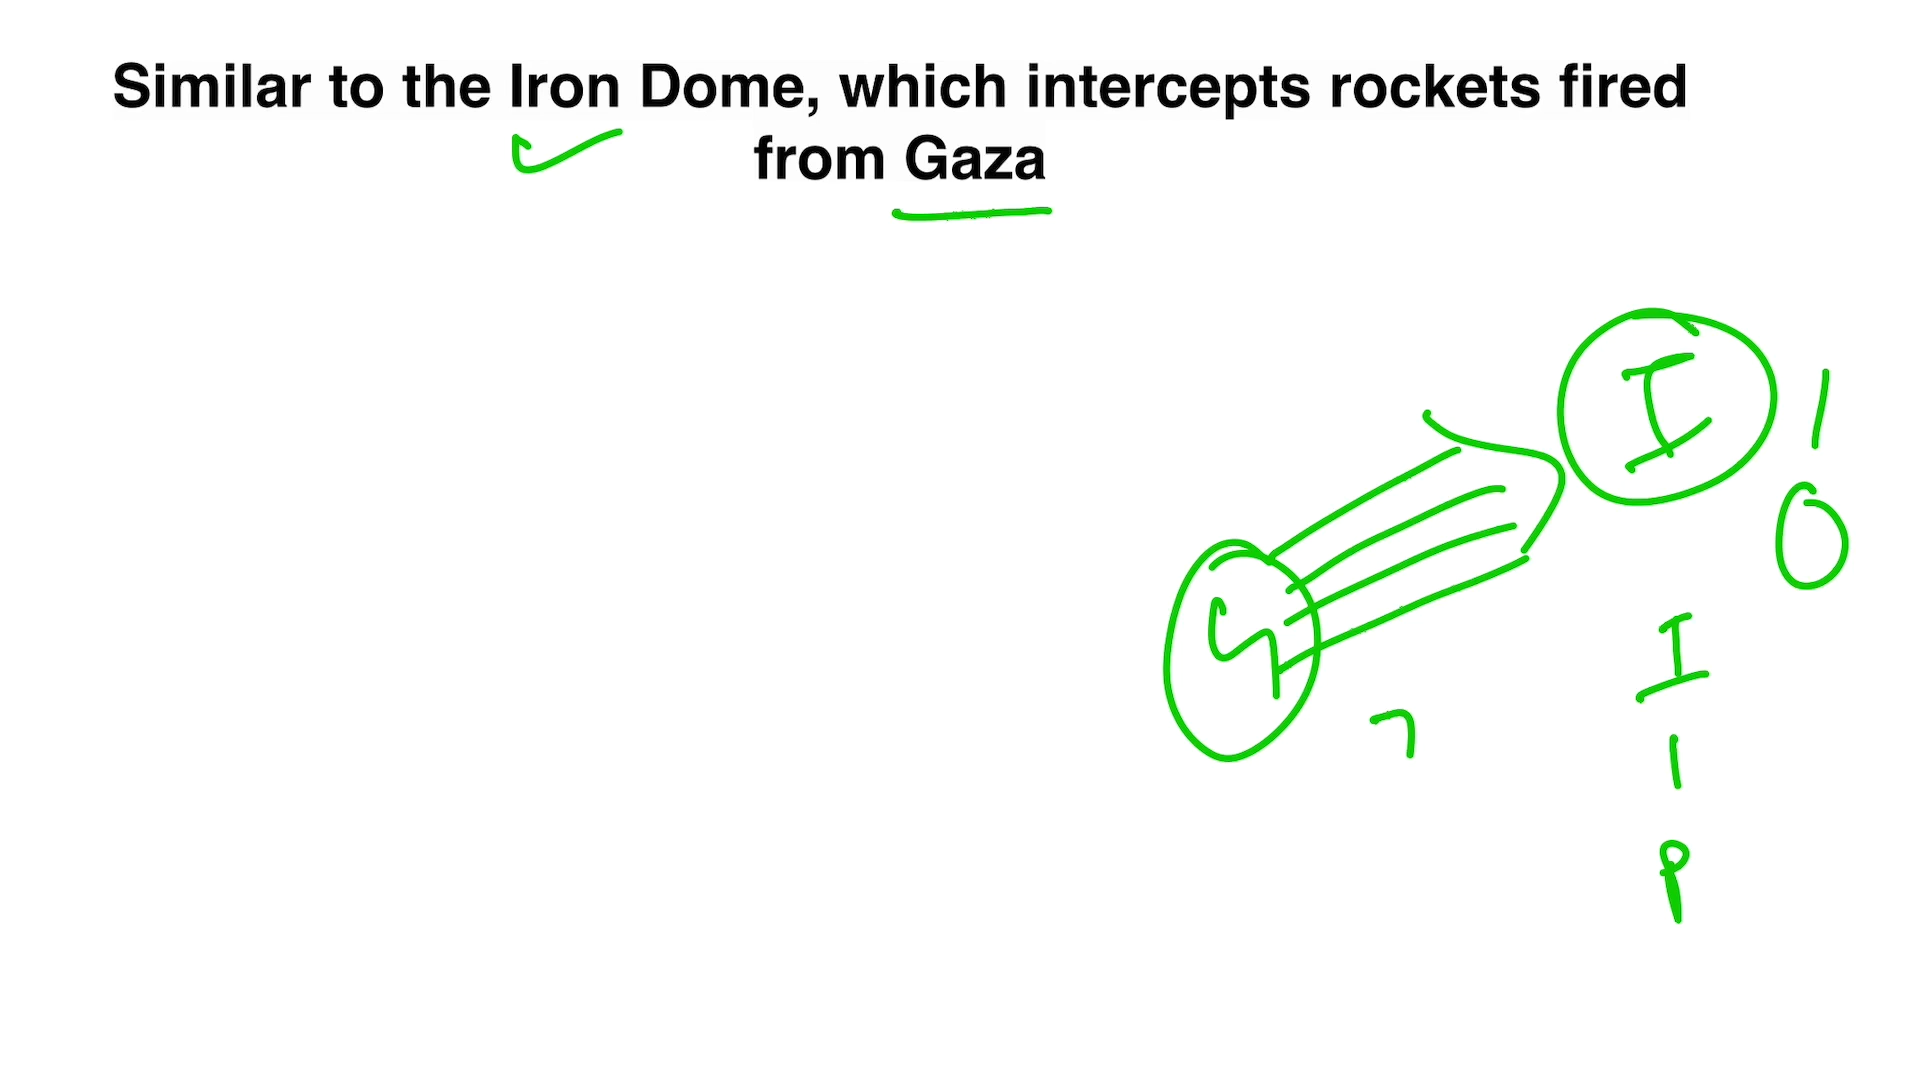 Similar to the Iron Dome, which intercepts rockets fired
from Gaza
I
G
I
P